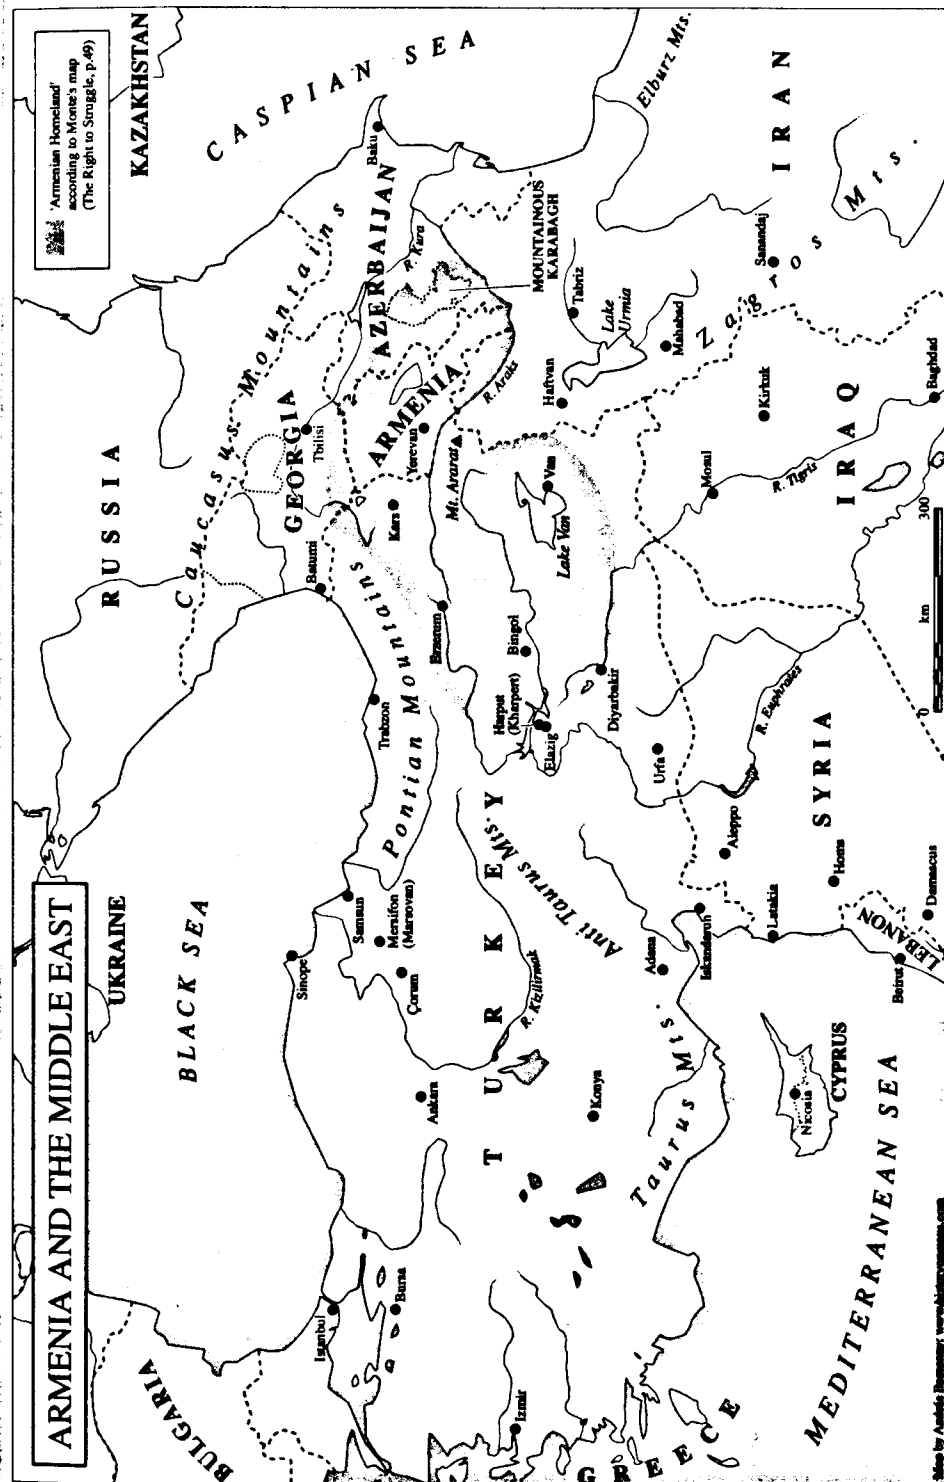 ARMENIA AND THE MIDDLE EAST
'Armenian Homeland'
according to Monte's map
(The Right to Struggle, p.49)
KAZAKHSTAN
RUSSIA
UKRAINE
CASPIAN SEA
BLACK SEA
Caucasus Mountains
BULGARIA
GEORGIA
Tbilisi
Batumi
AZERBAIJAN
Baku
R. Kura
MOUNTAINOUS
KARABAGH
ARMENIA
Yerevan
R. Araks
Mt. Ararat
Kars
Pontian Mountains
Trabzon
Erzerum
Samsun
Mersifon
(Marsovan)
Sinope
Çorum
Ankara
Istanbul
Bursa
Izmir
TURKEY
R. Kizilirmak
Konya
Anti Taurus Mts.
Taurus Mts.
Adana
Iskandarun
Harput
(Kharpert)
Elazig
Bingol
Diyarbakir
Urfa
Lake Van
Van
Haftvan
Tabriz
Lake
Urmia
Mahabad
Sanandaj
Zagros Mts.
Elburz Mts.
IRAN
Kirkuk
Mosul
R. Tigris
IRAQ
Baghdad
R. Euphrates
SYRIA
Aleppo
Homs
Latakia
Damascus
LEBANON
Beirut
CYPRUS
Nicosia
MEDITERRANEAN SEA
GREECE
0 km 300